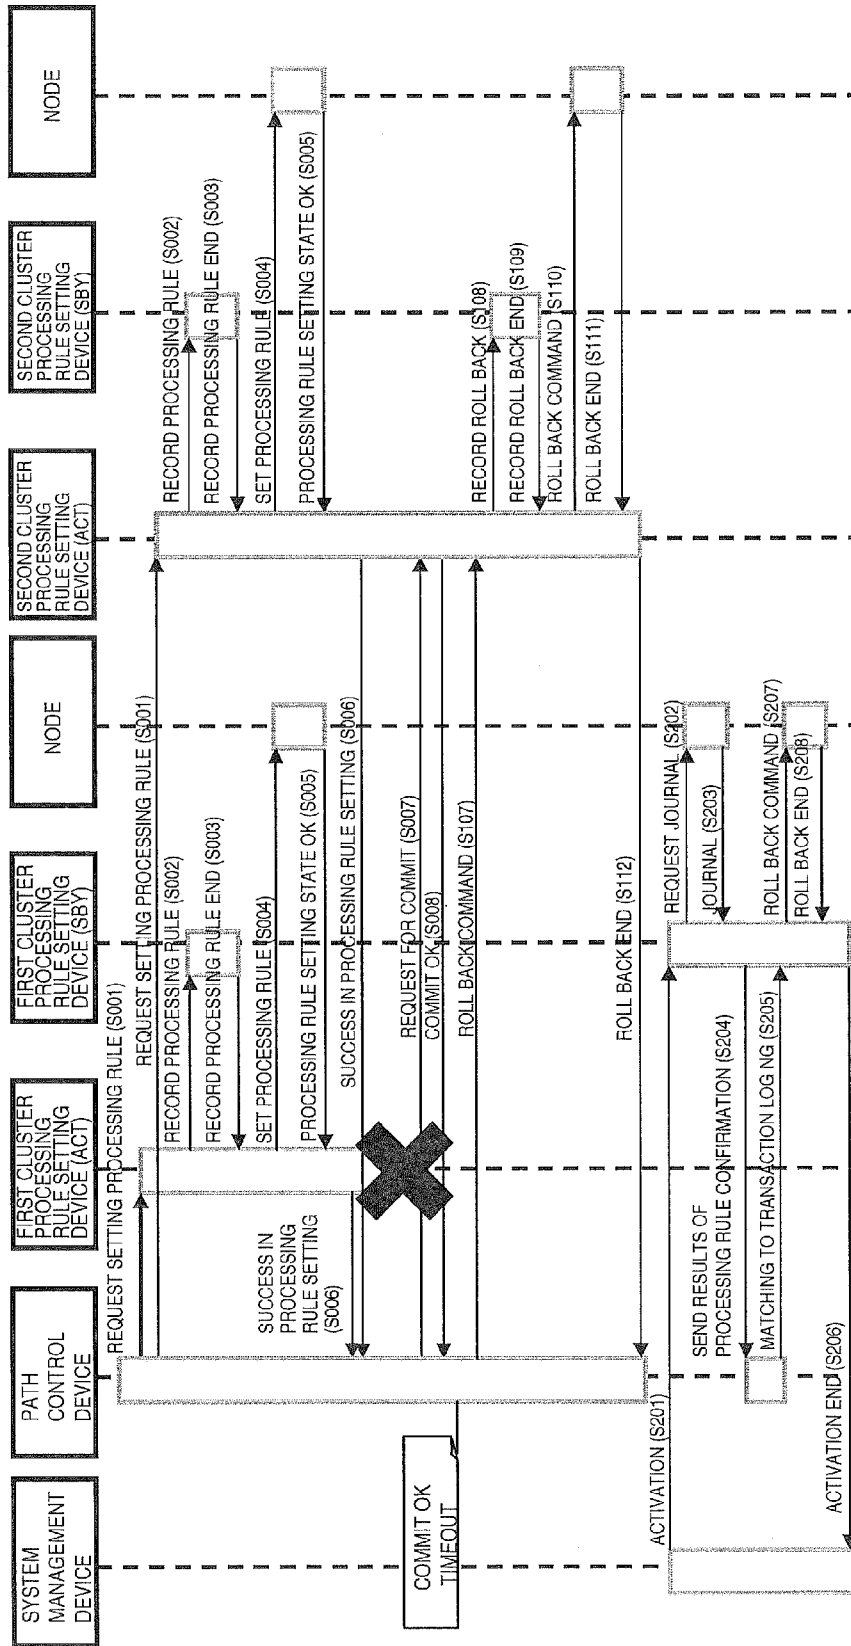 SYSTEM
MANAGEMENT
DEVICE
PATH
CONTROL
DEVICE
FIRST CLUSTER
PROCESSING
RULE SETTING
DEVICE (ACT)
FIRST CLUSTER
PROCESSING
RULE SETTING
DEVICE (SBY)
NODE
SECOND CLUSTER
PROCESSING
RULE SETTING
DEVICE (ACT)
SECOND CLUSTER
PROCESSING
RULE SETTING
DEVICE (SBY)
NODE
REQUEST SETTING PROCESSING RULE (S001)
REQUEST SETTING PROCESSING RULE (S001)
RECORD PROCESSING RULE (S002)
RECORD PROCESSING RULE END (S003)
SET PROCESSING RULE (S004)
PROCESSING RULE SETTING STATE OK (S005)
RECORD PROCESSING RULE (S002)
RECORD PROCESSING RULE END (S003)
SET PROCESSING RULE (S004)
PROCESSING RULE SETTING STATE OK (S005)
SUCCESS IN
PROCESSING
RULE SETTING
(S006)
SUCCESS IN PROCESSING RULE SETTING (S006)
REQUEST FOR COMMIT (S007)
COMMIT OK (S008)
COMMIT OK
TIMEOUT
ROLL BACK COMMAND (S107)
RECORD ROLL BACK (S108)
RECORD ROLL BACK END (S109)
ROLL BACK COMMAND (S110)
ROLL BACK END (S111)
ROLL BACK END (S112)
ACTIVATION (S201)
REQUEST JOURNAL (S202)
JOURNAL (S203)
SEND RESULTS OF
PROCESSING RULE CONFIRMATION (S204)
MATCHING TO TRANSACTION LOG NG (S205)
ROLL BACK COMMAND (S207)
ROLL BACK END (S208)
ACTIVATION END (S206)